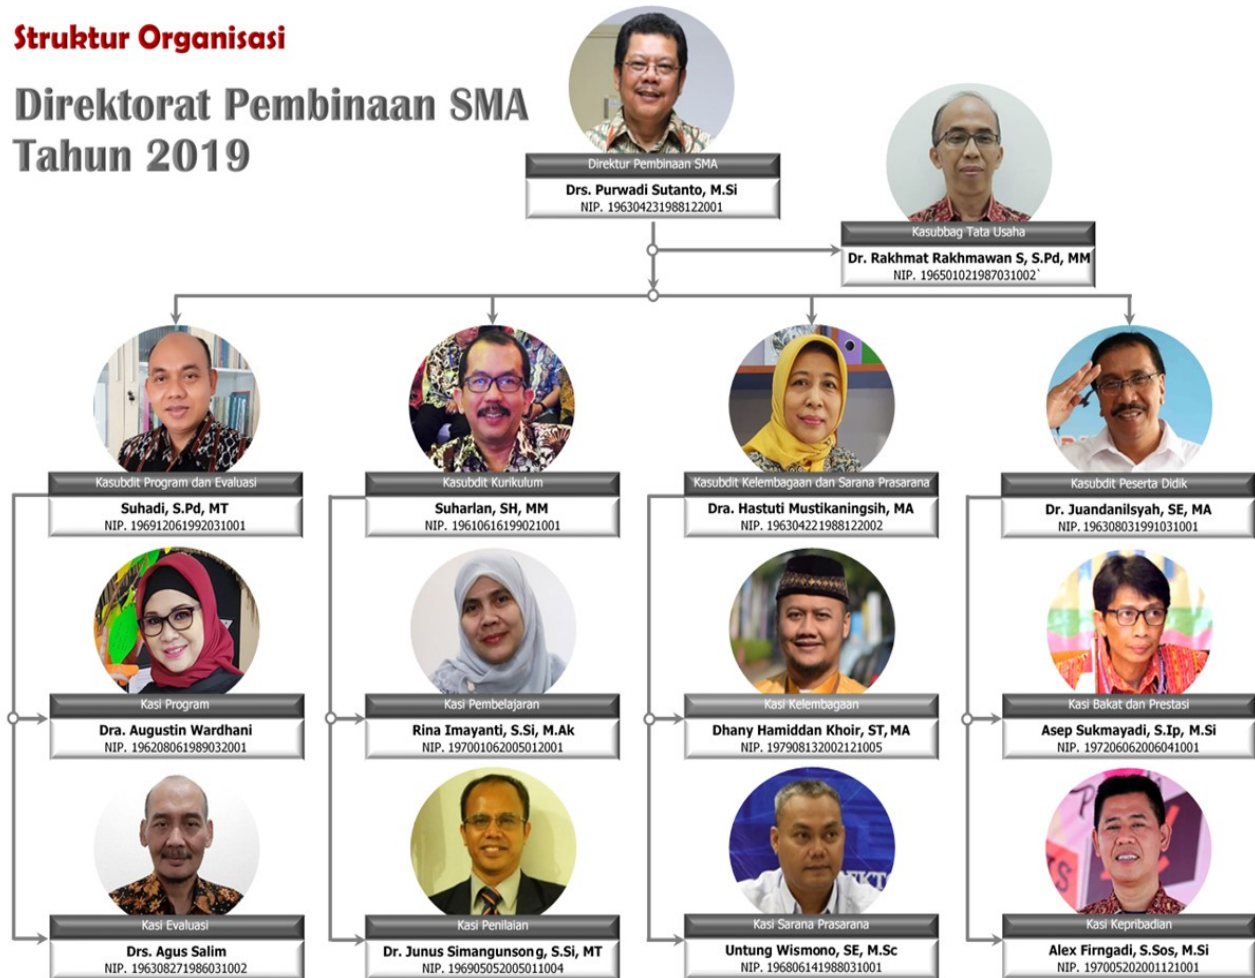 Struktur Organisasi
Direktorat Pembinaan SMA
Tahun 2019
Direktur Pembinaan SMA
Drs. Purwadi Sutanto, M.Si
NIP. 196304231988122001
Kasubbag Tata Usaha
Dr. Rakhmat Rakhmawan S, S.Pd, MM
NIP. 196501021987031002`
Kasubdit Program dan Evaluasi
Suhadi, S.Pd, MT
NIP. 196912061992031001
Kasubdit Kurikulum
Suharlan, SH, MM
NIP. 19610616199021001
Kasubdit Kelembagaan dan Sarana Prasarana
Dra. Hastuti Mustikaningsih, MA
NIP. 196304221988122002
Kasubdit Peserta Didik
Dr. Juandanilsyah, SE, MA
NIP. 196308031991031001
Kasi Program
Dra. Augustin Wardhani
NIP. 196208061989032001
Kasi Pembelajaran
Rina Imayanti, S.Si, M.Ak
NIP. 197001062005012001
Kasi Kelembagaan
Dhany Hamiddan Khoir, ST, MA
NIP. 197908132002121005
Kasi Bakat dan Prestasi
Asep Sukmayadi, S.Ip, M.Si
NIP. 197206062006041001
Kasi Evaluasi
Drs. Agus Salim
NIP. 196308271986031002
Kasi Penilaian
Dr. Junus Simangunsong, S.Si, MT
NIP. 196905052005011004
Kasi Sarana Prasarana
Untung Wismono, SE, M.Sc
NIP. 196806141988031001
Kasi Kepribadian
Alex Firngadi, S.Sos, M.Si
NIP. 197005202001121001